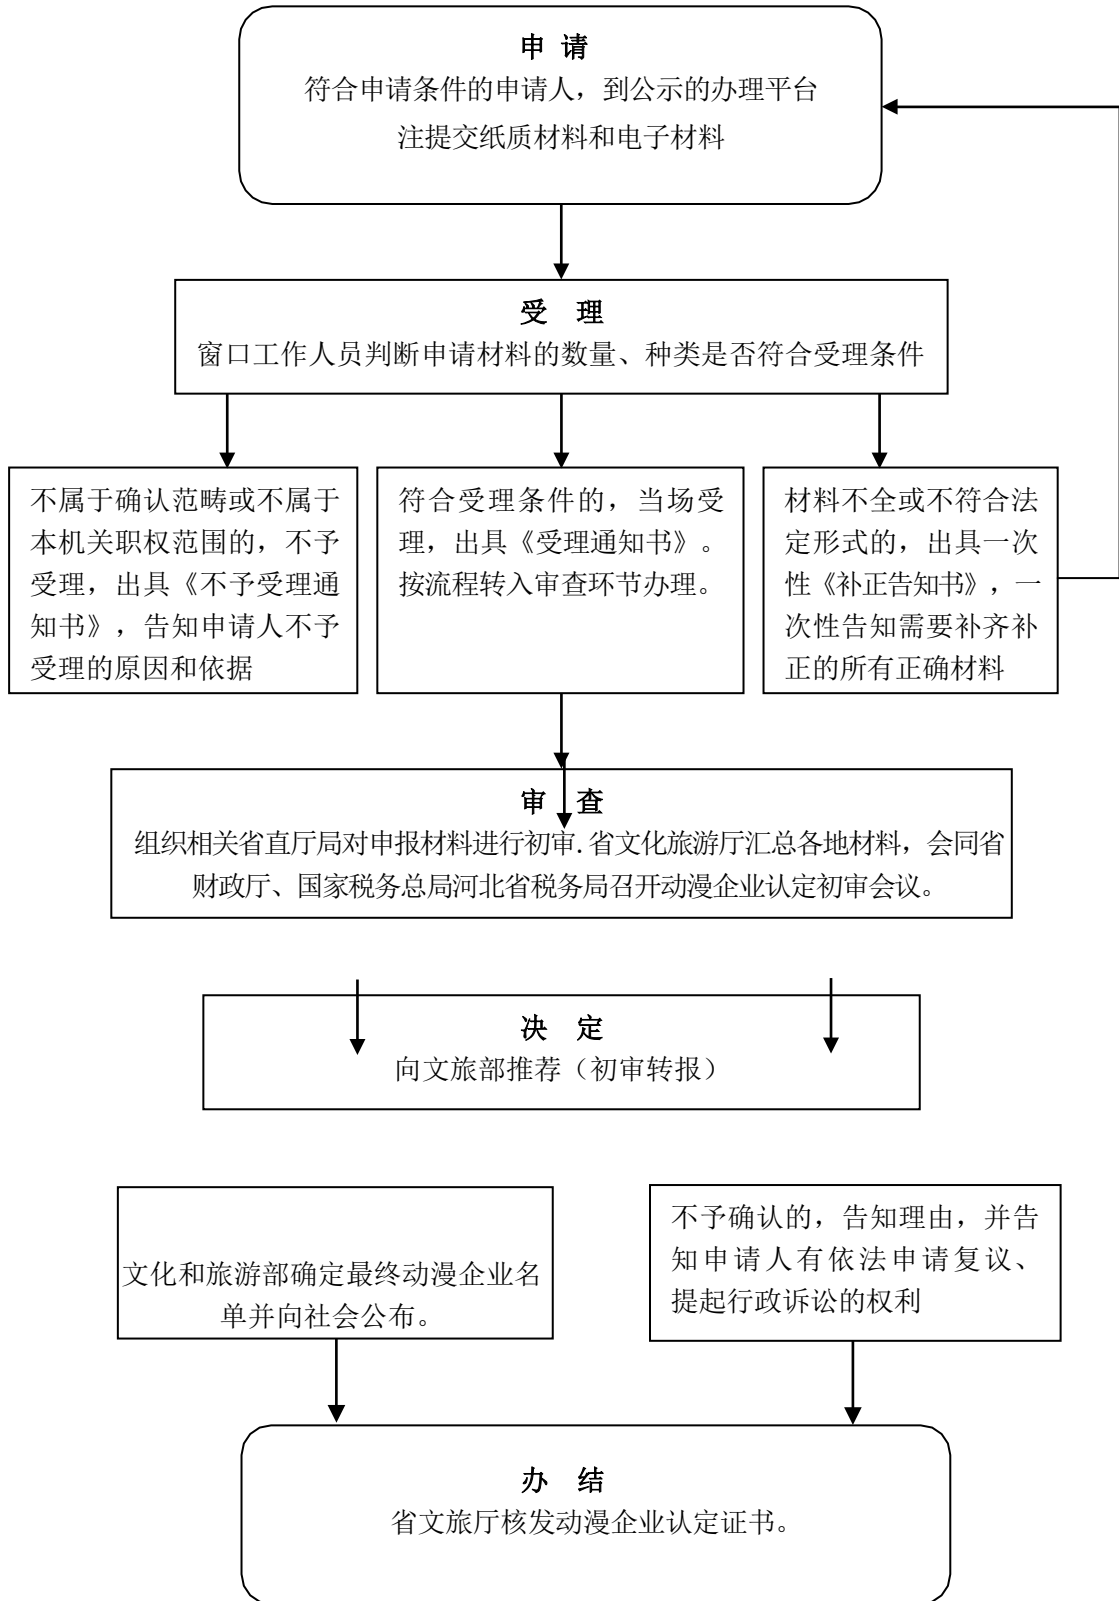 申 请
符合申请条件的申请人，到公示的办理平台
注提交纸质材料和电子材料
受 理
窗口工作人员判断申请材料的数量、种类是否符合受理条件
不属于确认范畴或不属于
本机关职权范围的，不予
受理，出具《不予受理通
知书》，告知申请人不予
受理的原因和依据
符合受理条件的，当场受
理，出具《受理通知书》。
按流程转入审查环节办理。
材料不全或不符合法
定形式的，出具一次
性《补正告知书》，一
次性告知需要补齐补
正的所有正确材料
审 查
组织相关省直厅局对申报材料进行初审.省文化旅游厅汇总各地材料，会同省
财政厅、国家税务总局河北省税务局召开动漫企业认定初审会议。
决 定
向文旅部推荐（初审转报）
文化和旅游部确定最终动漫企业名
单并向社会公布。
不予确认的，告知理由，并告
知申请人有依法申请复议、
提起行政诉讼的权利
办 结
省文旅厅核发动漫企业认定证书。